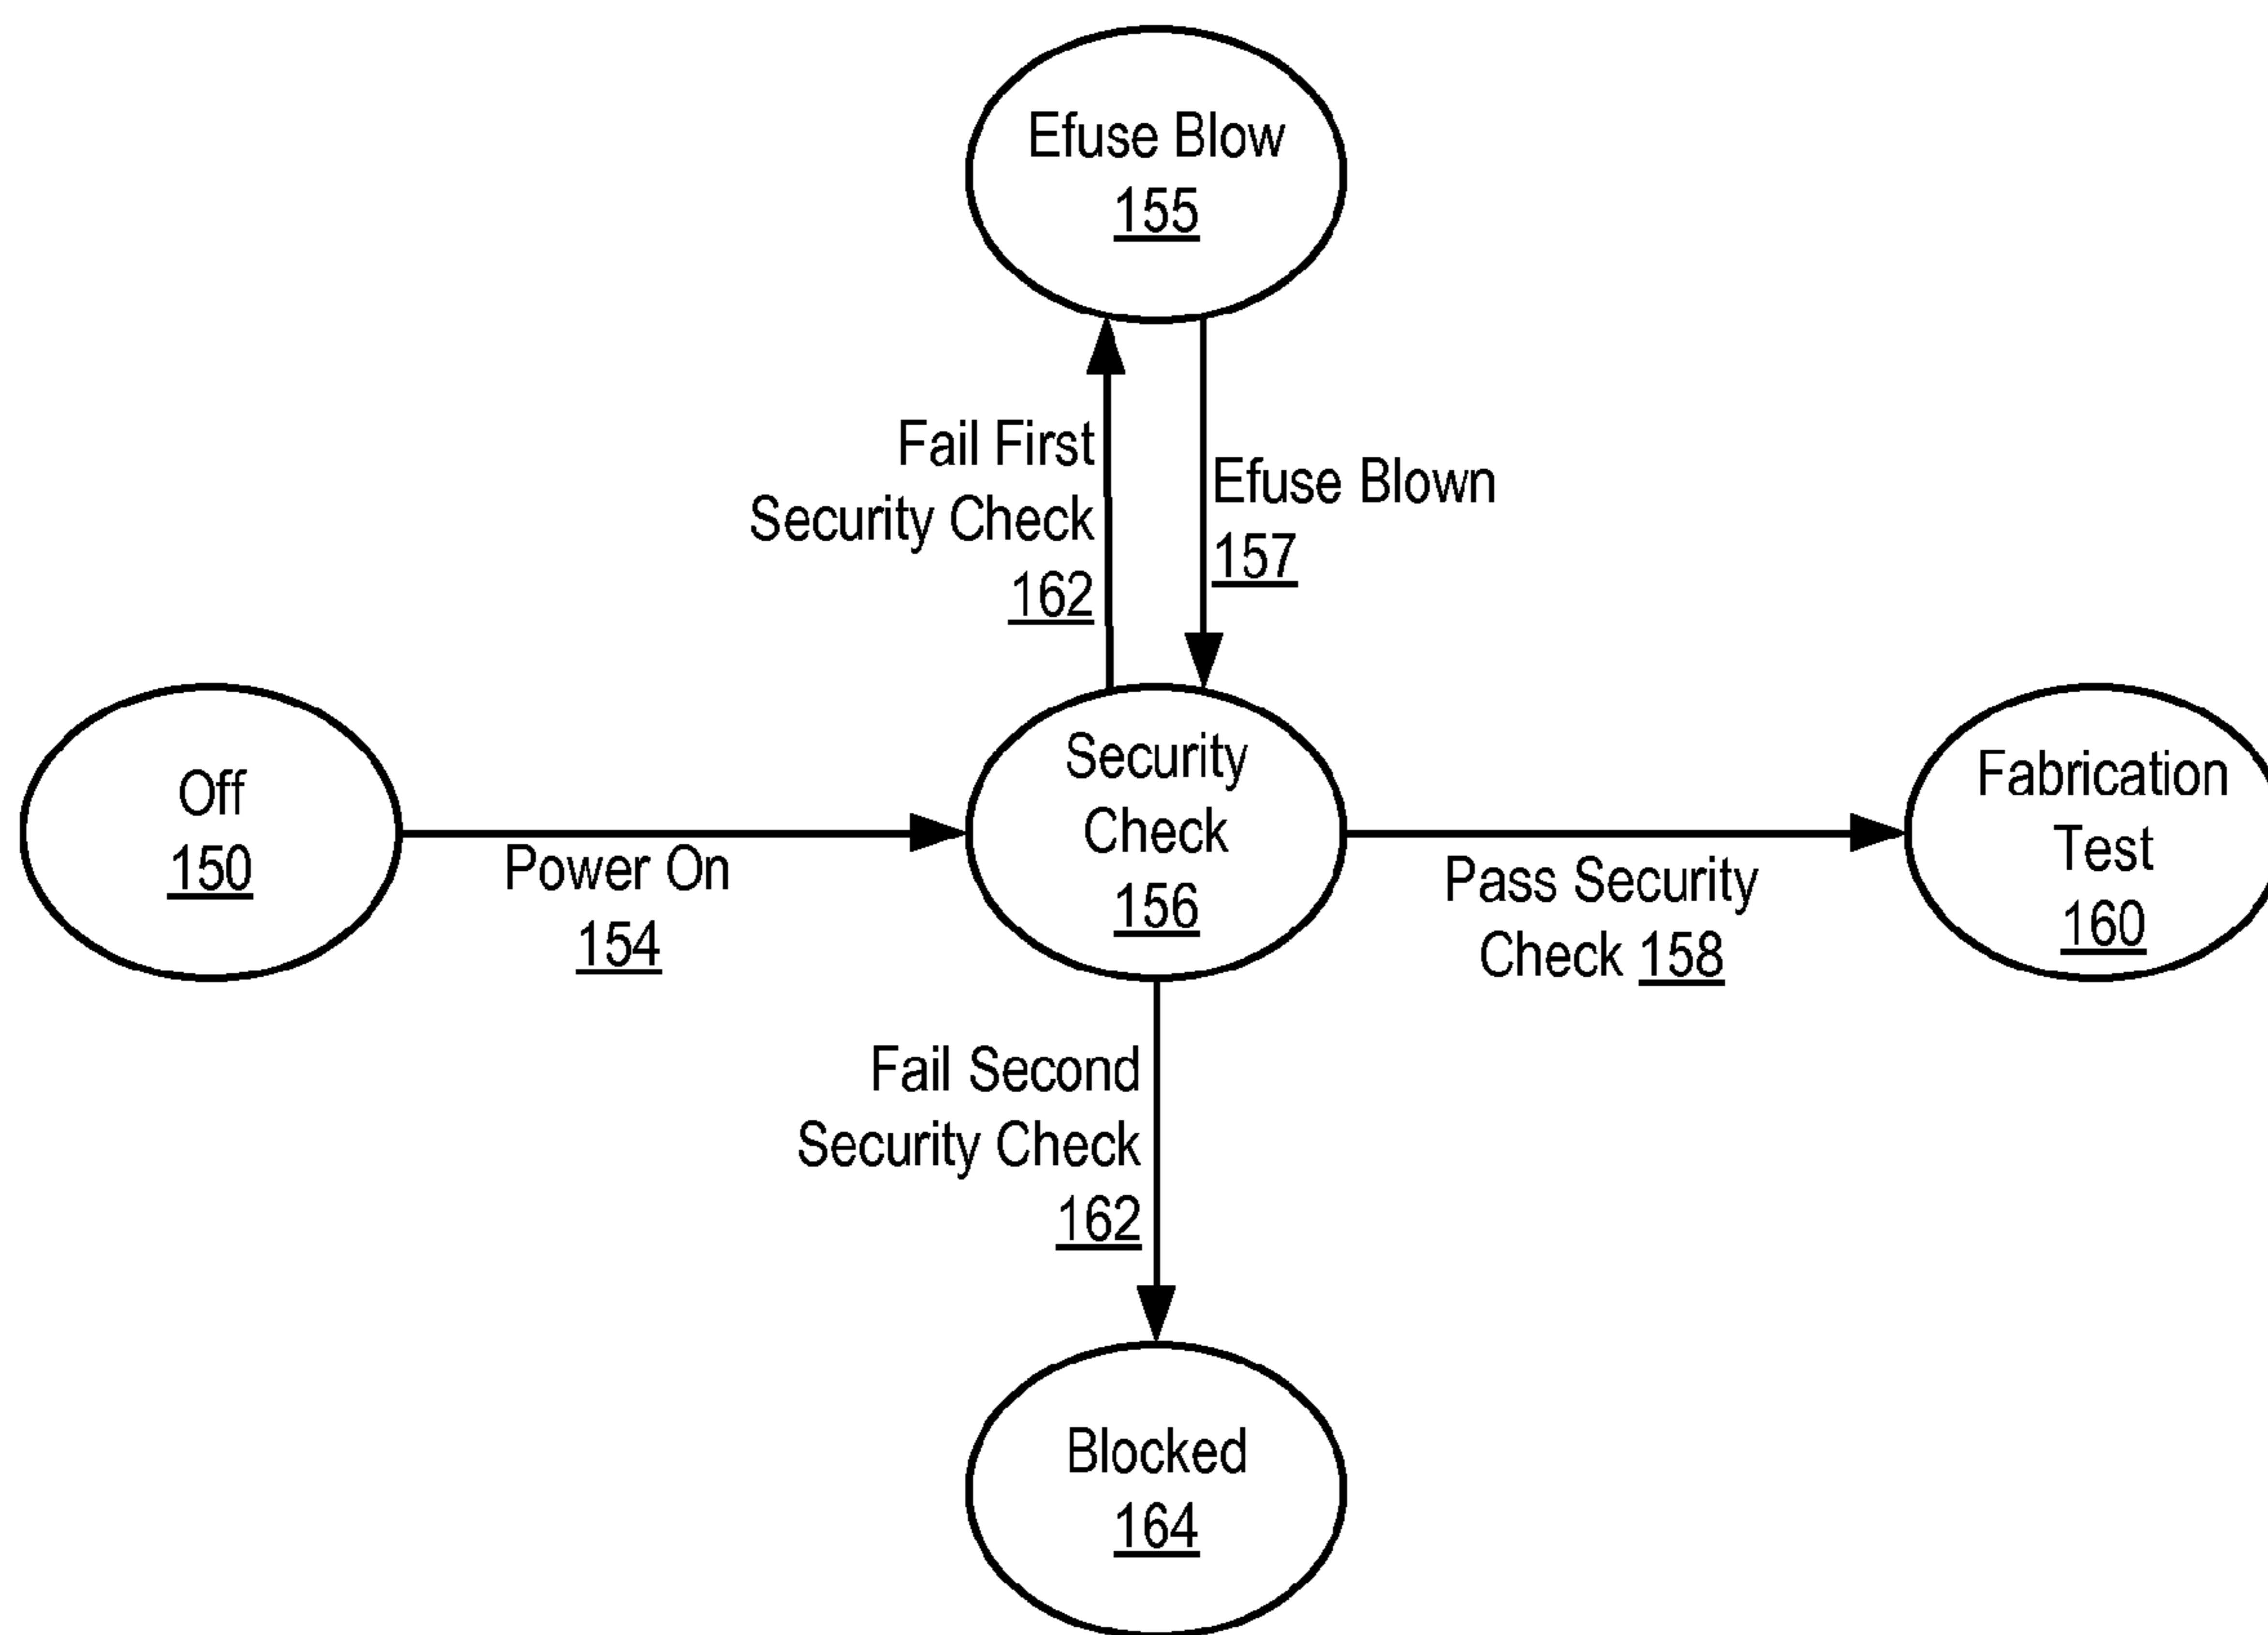 Efuse Blow
155
Fail First
Security Check
162
Efuse Blown
157
Off
150
Power On
154
Security
Check
156
Pass Security
Check 158
Fabrication
Test
160
Fail Second
Security Check
162
Blocked
164